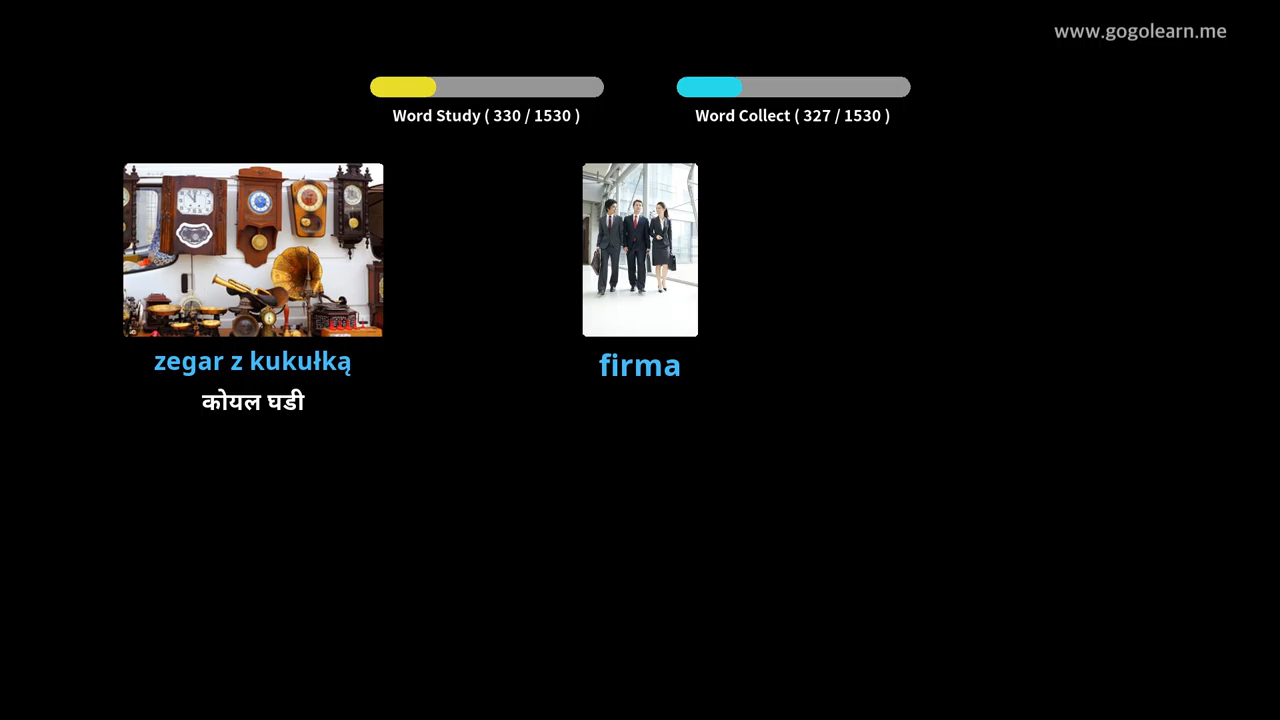 www.gogolearn.me
Word Study ( 330 / 1530 )
Word Collect ( 327 / 1530 )
zegar z kukułką
कोयल घडी
firma